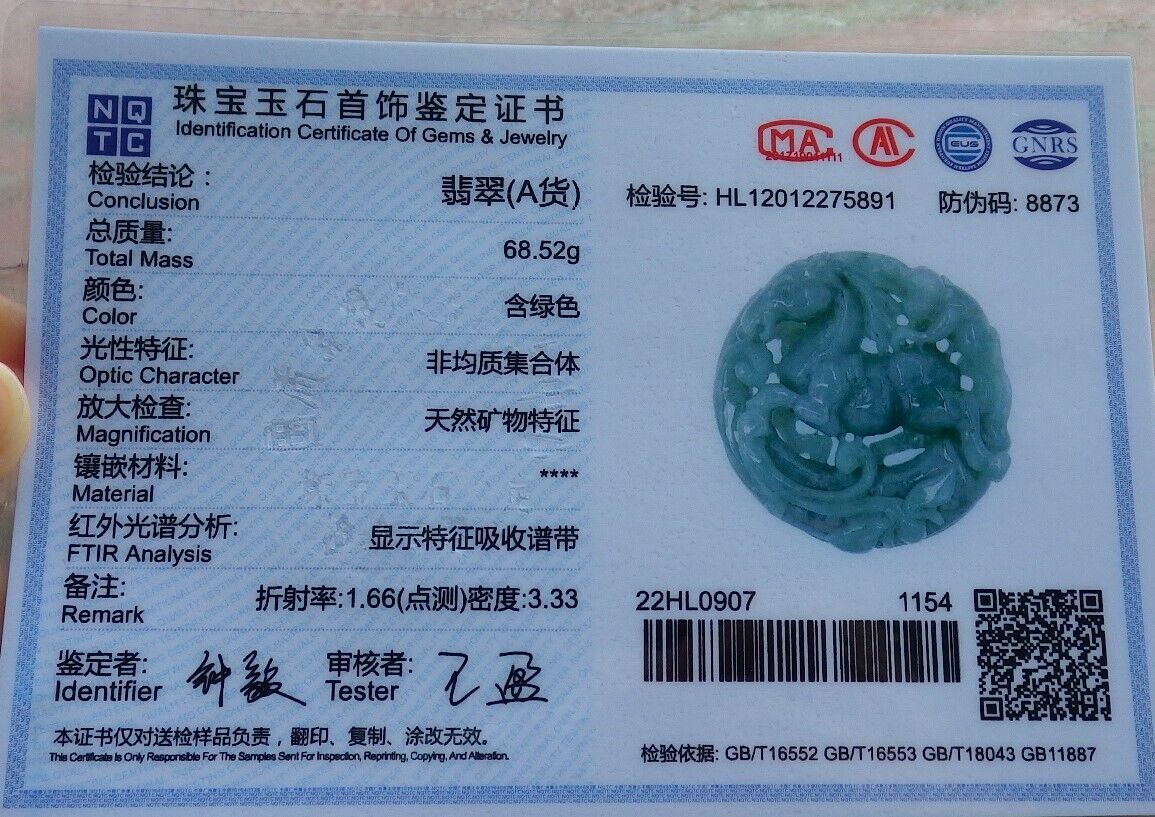 NQ
TC
珠宝玉石首饰鉴定证书
Identification Certificate Of Gems & Jewelry
MA
GNRS
检验结论:
Conclusion
翡翠(A货)
检验号: HL12012275891
防伪码: 8873
总质量:
Total Mass
68.52g
颜色:
Color
含绿色
光性特征:
Optic Character
非均质集合体
放大检查:
Magnification
天然矿物特征
镶嵌材料:
Material
****
红外光谱分析:
FTIR Analysis
显示特征吸收谱带
备注:
Remark
折射率:1.66(点测)密度:3.33
22HL0907
1154
鉴定者:
Identifier
审核者:
Tester
本证书仅对送检样品负责，翻印、复制、涂改无效。
This Certificate Is Only Responsible For The Samples Sent For Inspection, Reprinting, Copying, And Alteration.
检验依据: GB/T16552 GB/T16553 GB/T18043 GB11887